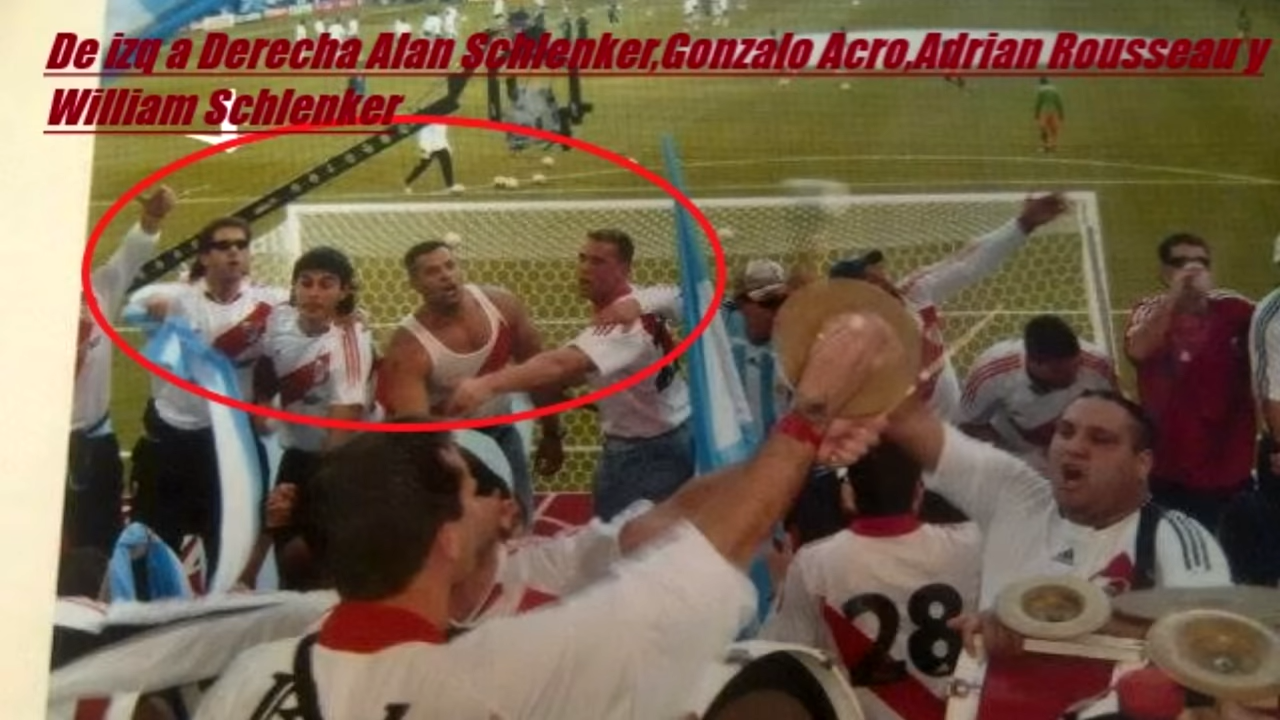 De izq a Derecha Alan Schlenker,Gonzalo Acro,Adrian Rousseau y
William Schlenker
28